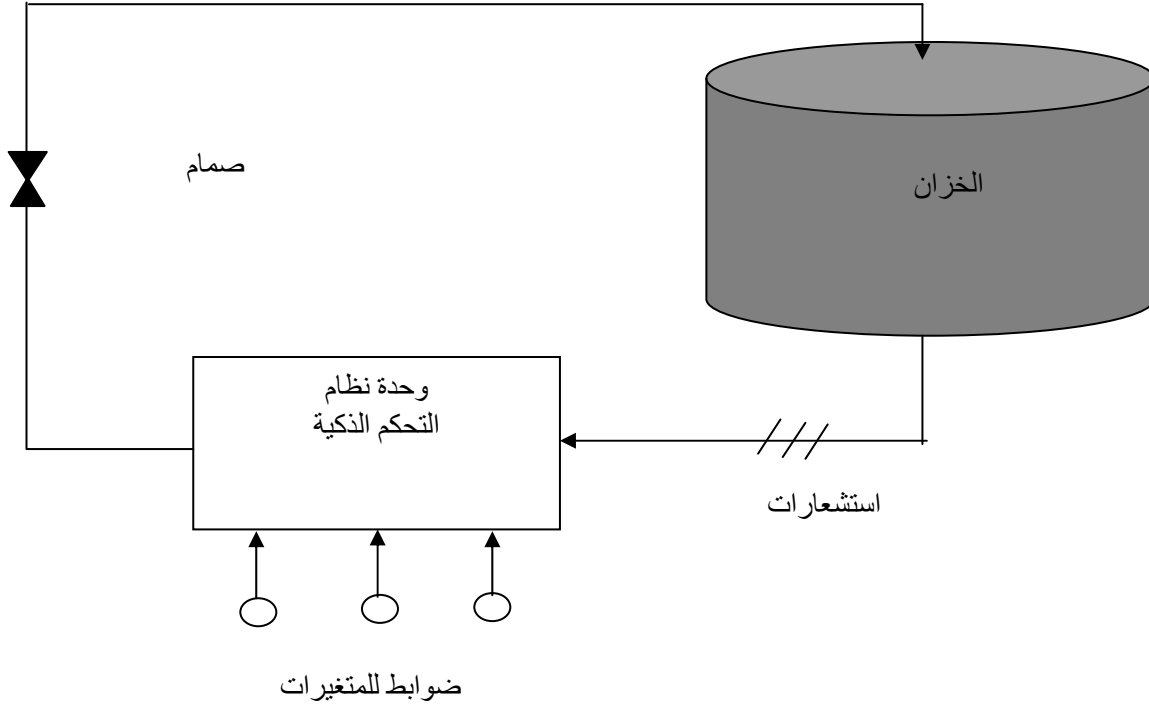 صمام
الخزان
وحدة نظام
التحكم الذكية
استشعارات
ضوابط للمتغيرات